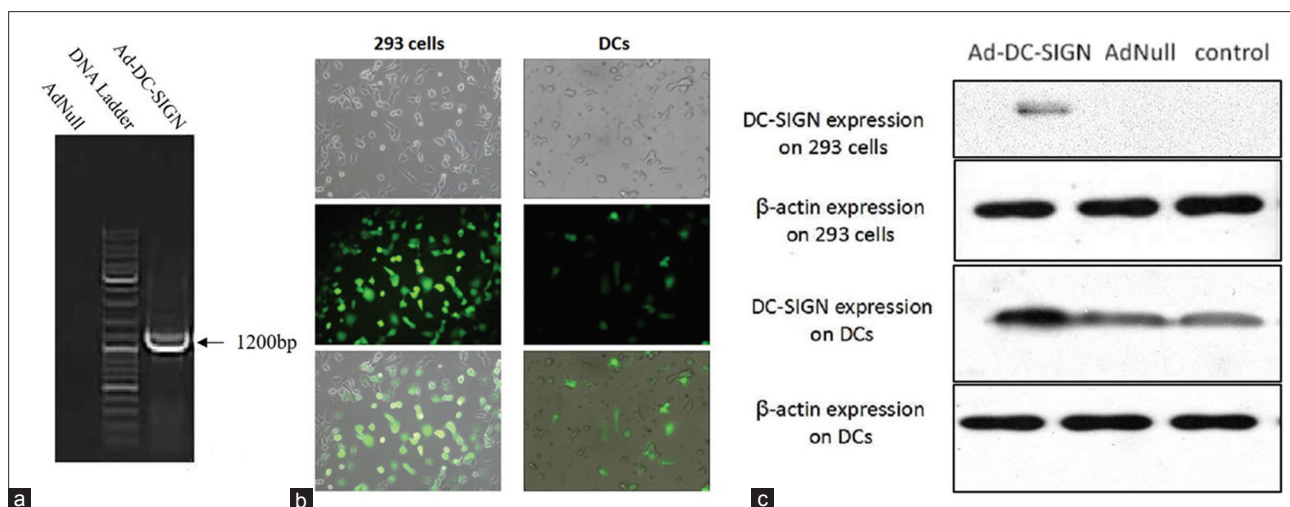 AdNull
DNA Ladder
Ad-DC-SIGN
1200bp
a
293 cells
DCs
b
Ad-DC-SIGN AdNull control
DC-SIGN expression
on 293 cells
β-actin expression
on 293 cells
DC-SIGN expression
on DCs
β-actin expression
on DCs
c